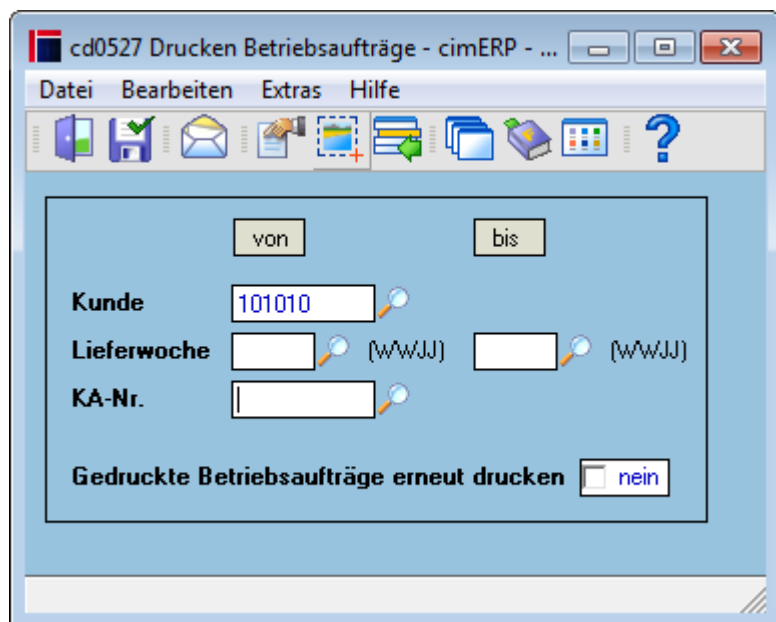 cd0527 Drucken Betriebsaufträge - cimERP - ...
Datei Bearbeiten Extras Hilfe
von bis
Kunde 101010
Lieferwoche (WWJJ) (WWJJ)
KA-Nr.
Gedruckte Betriebsaufträge erneut drucken nein